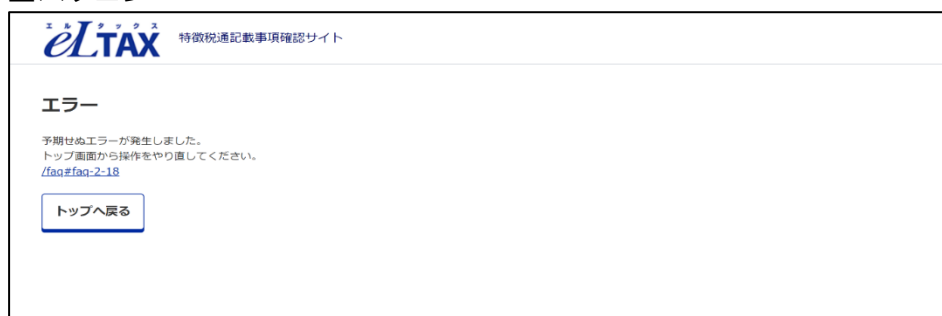 エルタックス
eLTAX 特徴税通記載事項確認サイト
エラー
予期せぬエラーが発生しました。
トップ画面から操作をやり直してください。
/faq#faq-2-18
トップへ戻る